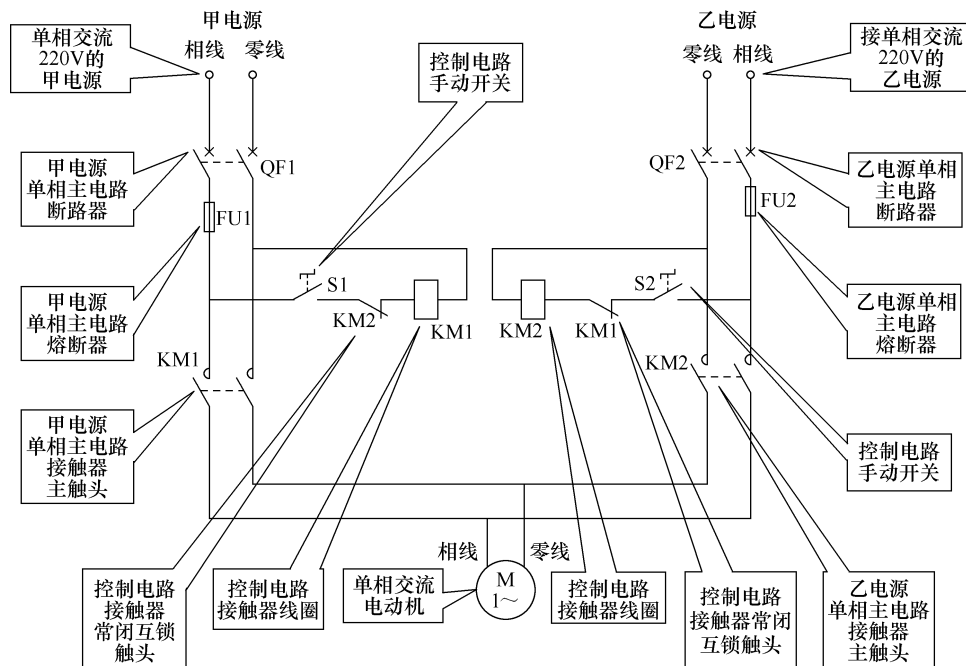 甲电源
相线
零线
乙电源
零线
相线
单相交流
220V的
甲电源
控制电路
手动开关
接单相交流
220V的
乙电源
甲电源
单相主电路
断路器
QF1
QF2
乙电源单相
主电路
断路器
FU1
FU2
S1
S2
甲电源
单相主电路
熔断器
KM2
KM1
KM2
KM1
乙电源单相
主电路
熔断器
KM1
KM2
甲电源
单相主电路
接触器
主触头
控制电路
手动开关
相线
零线
M
1～
控制电路
接触器
常闭互锁
触头
控制电路
接触器线圈
单相交流
电动机
控制电路
接触器线圈
控制电路
接触器常闭
互锁触头
乙电源
单相主电路
接触器
主触头